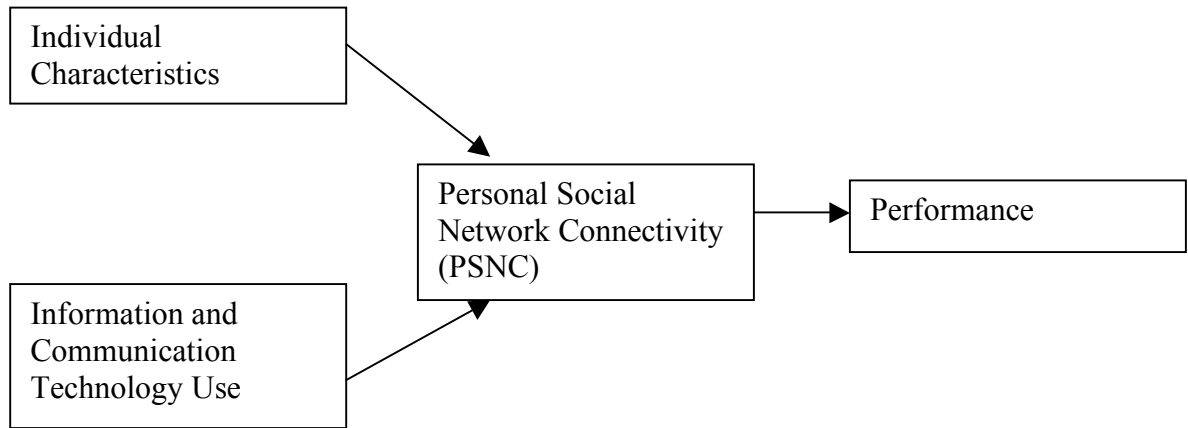 Individual
Characteristics
Personal Social
Network Connectivity
(PSNC)
Performance
Information and
Communication
Technology Use